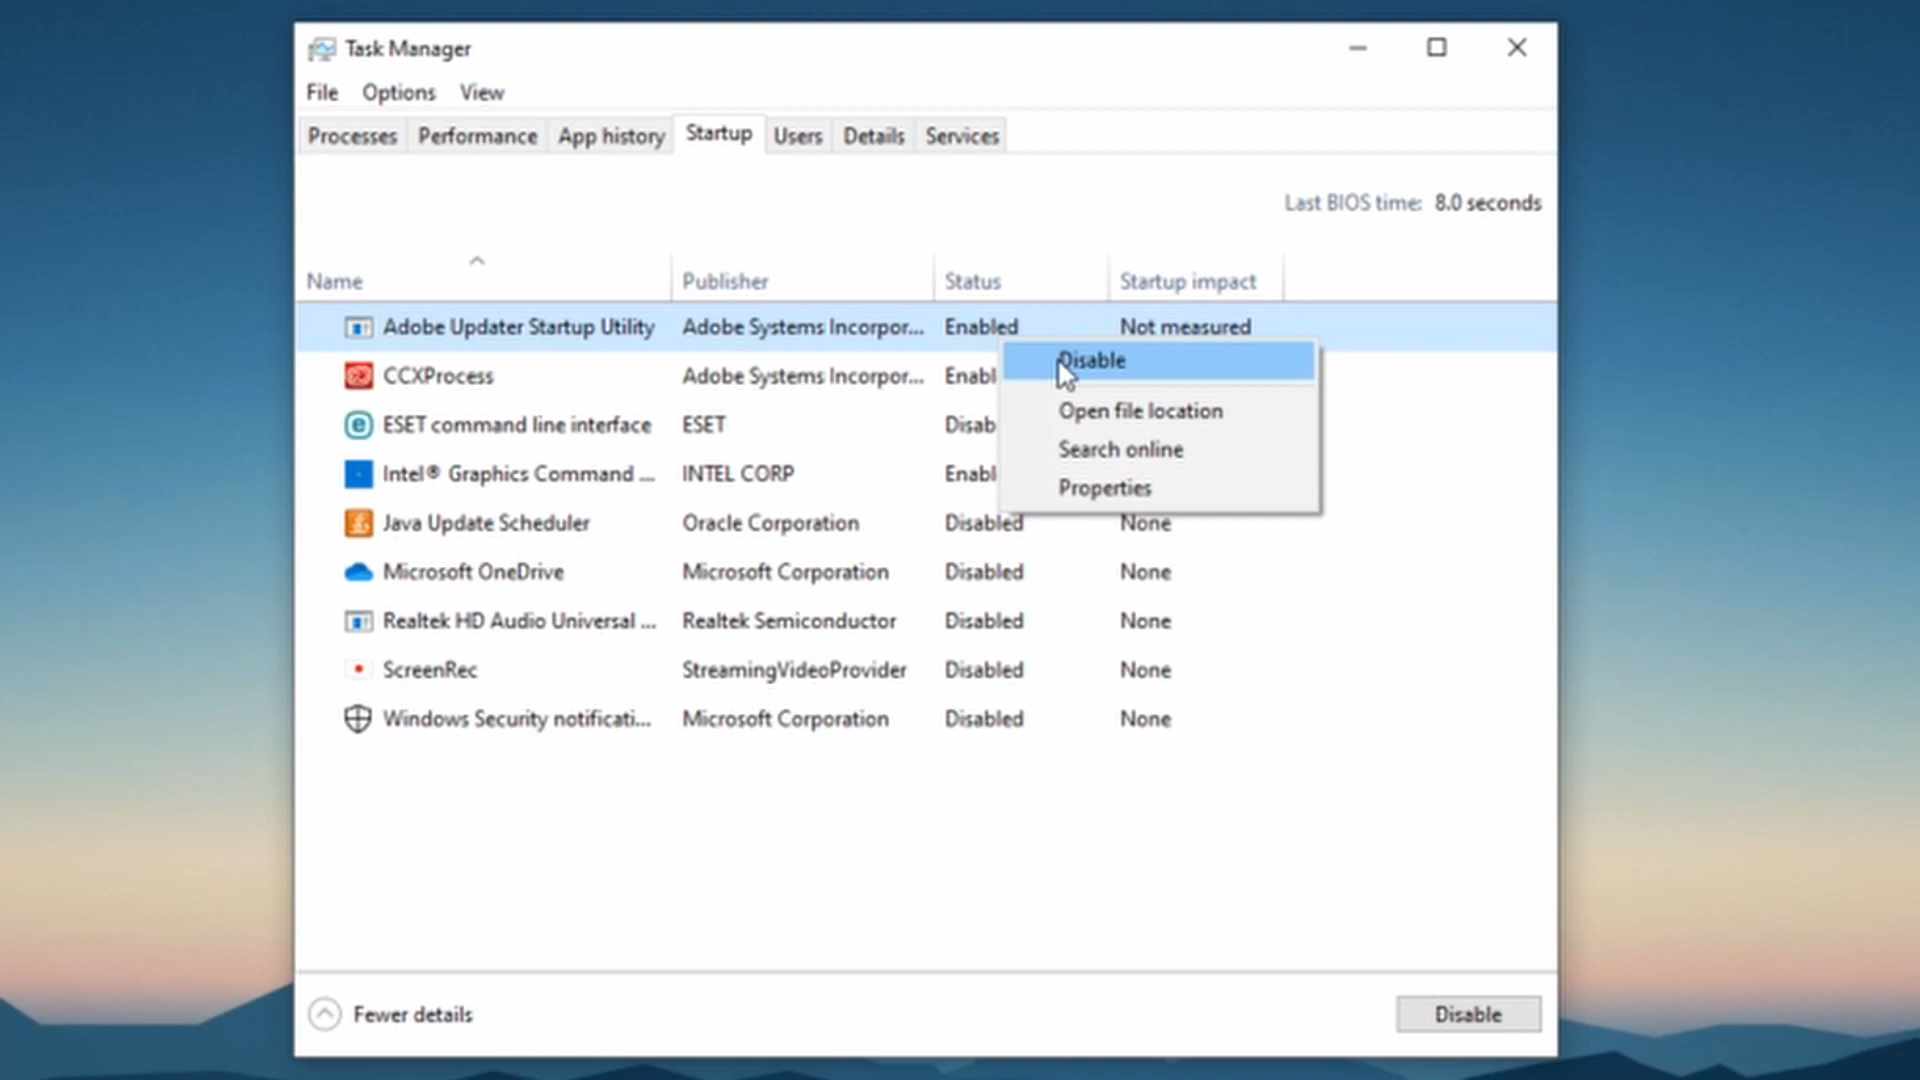 Task Manager
File Options View
Processes Performance App history Startup Users Details Services
Last BIOS time: 8.0 seconds
Name Publisher Status Startup impact
Adobe Updater Startup Utility Adobe Systems Incorpor... Enabled Not measured
Disable
CCXProcess Adobe Systems Incorpor... Enabl
Open file location
ESET command line interface ESET Disab
Search online
Intel® Graphics Command ... INTEL CORP Enabl
Properties
Java Update Scheduler Oracle Corporation Disabled None
Microsoft OneDrive Microsoft Corporation Disabled None
Realtek HD Audio Universal ... Realtek Semiconductor Disabled None
ScreenRec StreamingVideoProvider Disabled None
Windows Security notificati... Microsoft Corporation Disabled None
Fewer details Disable